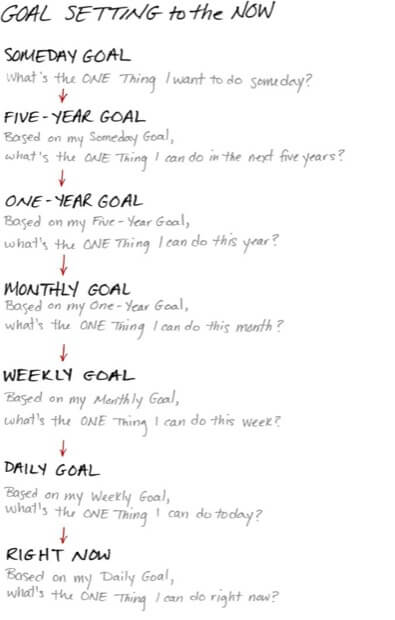 GOAL SETTING to the NOW
SOMEDAY GOAL
What's the ONE Thing I want to do someday?
FIVE-YEAR GOAL
Based on my Someday Goal,
what's the ONE Thing I can do in the next five years?
ONE-YEAR GOAL
Based on my Five-Year Goal,
what's the ONE Thing I can do this year?
MONTHLY GOAL
Based on my One-Year Goal,
what's the ONE Thing I can do this month?
WEEKLY GOAL
Based on my Monthly Goal,
what's the ONE Thing I can do this week?
DAILY GOAL
Based on my Weekly Goal,
what's the ONE Thing I can do today?
RIGHT NOW
Based on my Daily Goal,
what's the ONE Thing I can do right now?